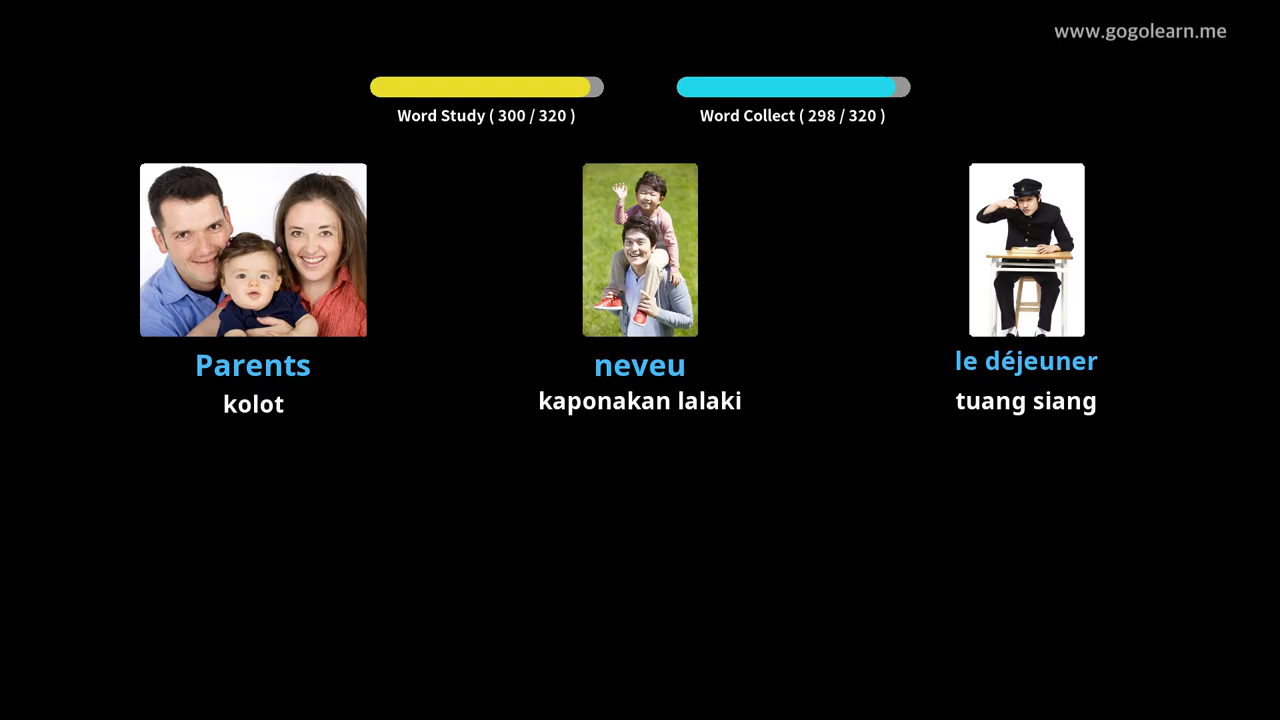 www.gogolearn.me
Word Study ( 300 / 320 )
Word Collect ( 298 / 320 )
Parents
kolot
neveu
kaponakan lalaki
le déjeuner
tuang siang